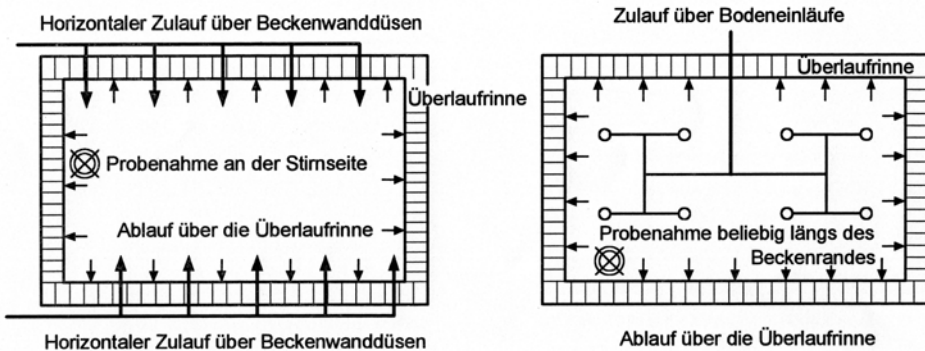 Horizontaler Zulauf über Beckenwanddüsen
Überlaufrinne
Probenahme an der Stirnseite
Ablauf über die Überlaufrinne
Horizontaler Zulauf über Beckenwanddüsen
Zulauf über Bodeneinläufe
Überlaufrinne
Probenahme beliebig längs des
Beckenrandes
Ablauf über die Überlaufrinne